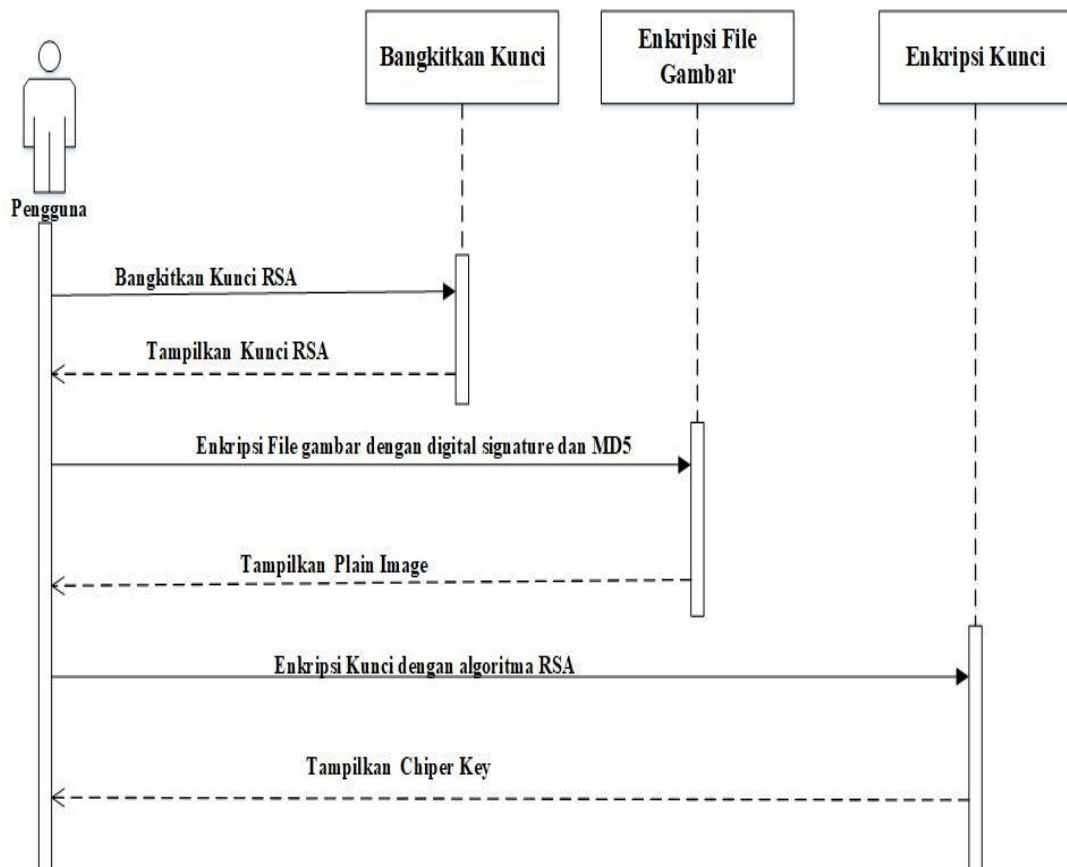 Bangkitkan Kunci
Enkripsi File
Gambar
Enkripsi Kunci
Pengguna
Bangkitkan Kunci RSA
Tampilkan Kunci RSA
Enkripsi File gambar dengan digital signature dan MD5
Tampilkan Plain Image
Enkripsi Kunci dengan algoritma RSA
Tampilkan Chiper Key